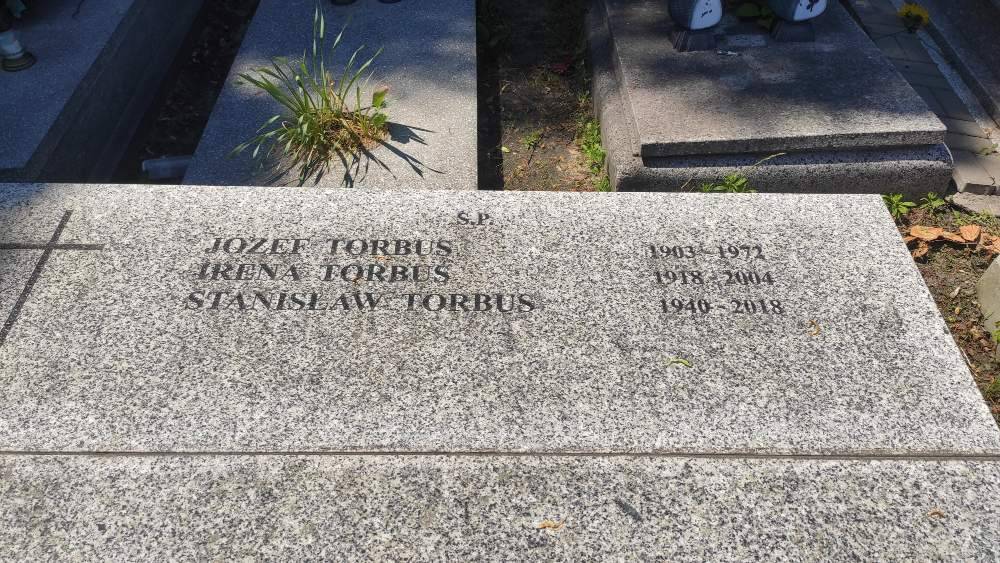 Ś.P.
JÓZEF TORBUS 1903 - 1972
IRENA TORBUS 1918 - 2004
STANISŁAW TORBUS 1940 - 2018